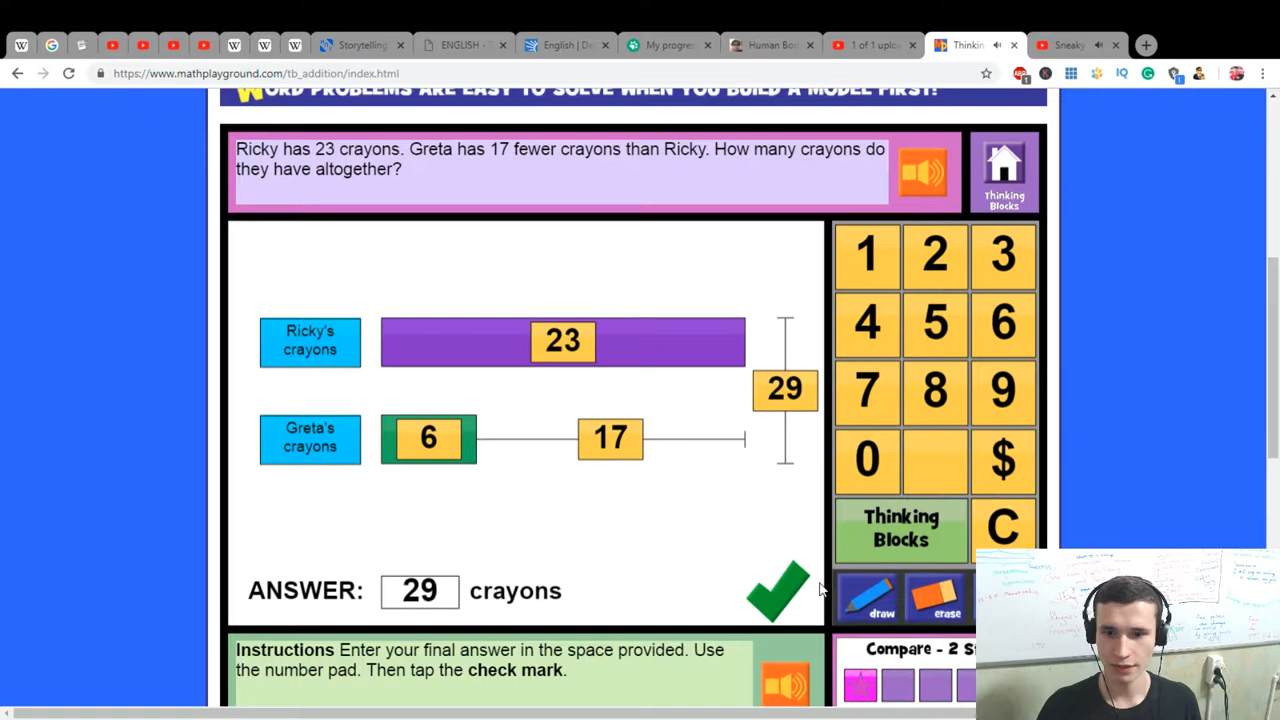 Storytelling
ENGLISH - 
English | De
My progre
Human Bo
1 of 1 uplo
Thinkin
Sneaky
https://www.mathplayground.com/tb_addition/index.html
WORD PROBLEMS ARE EASY TO SOLVE WHEN YOU BUILD A MODEL FIRST!
Ricky has 23 crayons. Greta has 17 fewer crayons than Ricky. How many crayons do
they have altogether?
Thinking
Blocks
1 2 3
4 5 6
7 8 9
0 $
Thinking
Blocks
C
draw
erase
Ricky's
crayons
23
29
Greta's
crayons
6
17
ANSWER: 29 crayons
Instructions Enter your final answer in the space provided. Use
the number pad. Then tap the check mark.
Compare - 2 S